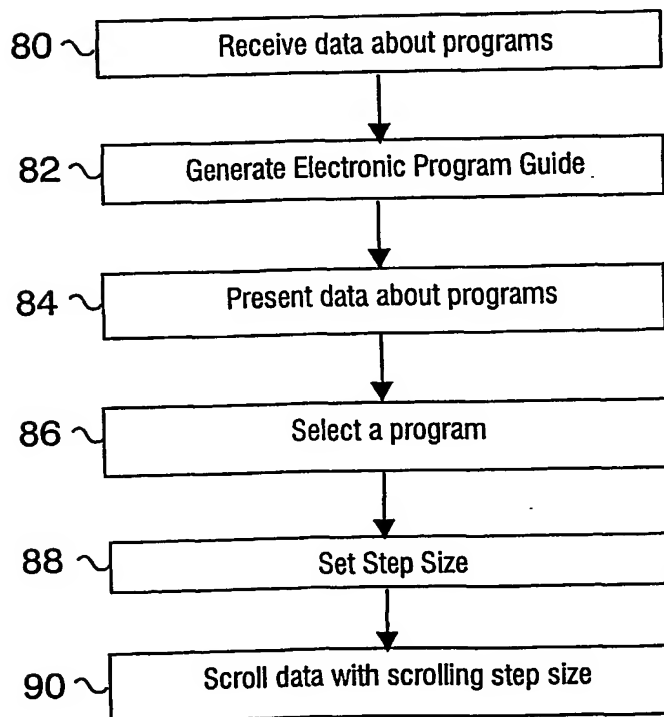 80 Receive data about programs
82 Generate Electronic Program Guide
84 Present data about programs
86 Select a program
88 Set Step Size
90 Scroll data with scrolling step size